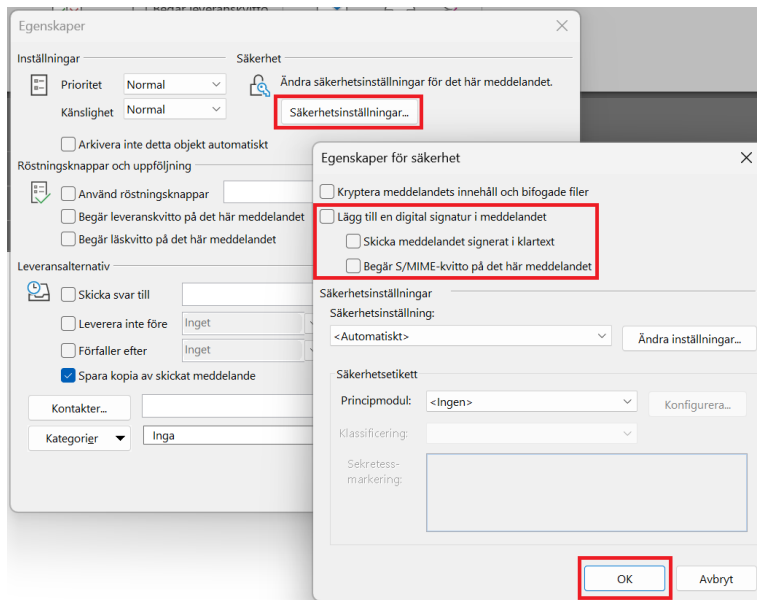 Begär leveranskvitto
Egenskaper
Inställningar
Säkerhet
Prioritet
Normal
Ändra säkerhetsinställningar för det här meddelandet.
Känslighet
Normal
Säkerhetsinställningar...
Arkivera inte detta objekt automatiskt
Röstningsknappar och uppföljning
Använd röstningsknappar
Begär leveranskvitto på det här meddelandet
Begär läskvitto på det här meddelandet
Leveransalternativ
Skicka svar till
Leverera inte före
Inget
Förfaller efter
Inget
Spara kopia av skickat meddelande
Kontakter...
Kategorier
Inga
Egenskaper för säkerhet
Kryptera meddelandets innehåll och bifogade filer
Lägg till en digital signatur i meddelandet
Skicka meddelandet signerat i klartext
Begär S/MIME-kvitto på det här meddelandet
Säkerhetsinställningar
Säkerhetsinställning:
<Automatiskt>
Ändra inställningar...
Säkerhetsetikett
Principmodul:
<Ingen>
Konfigurera...
Klassificering:
Sekretess-
markering:
OK
Avbryt